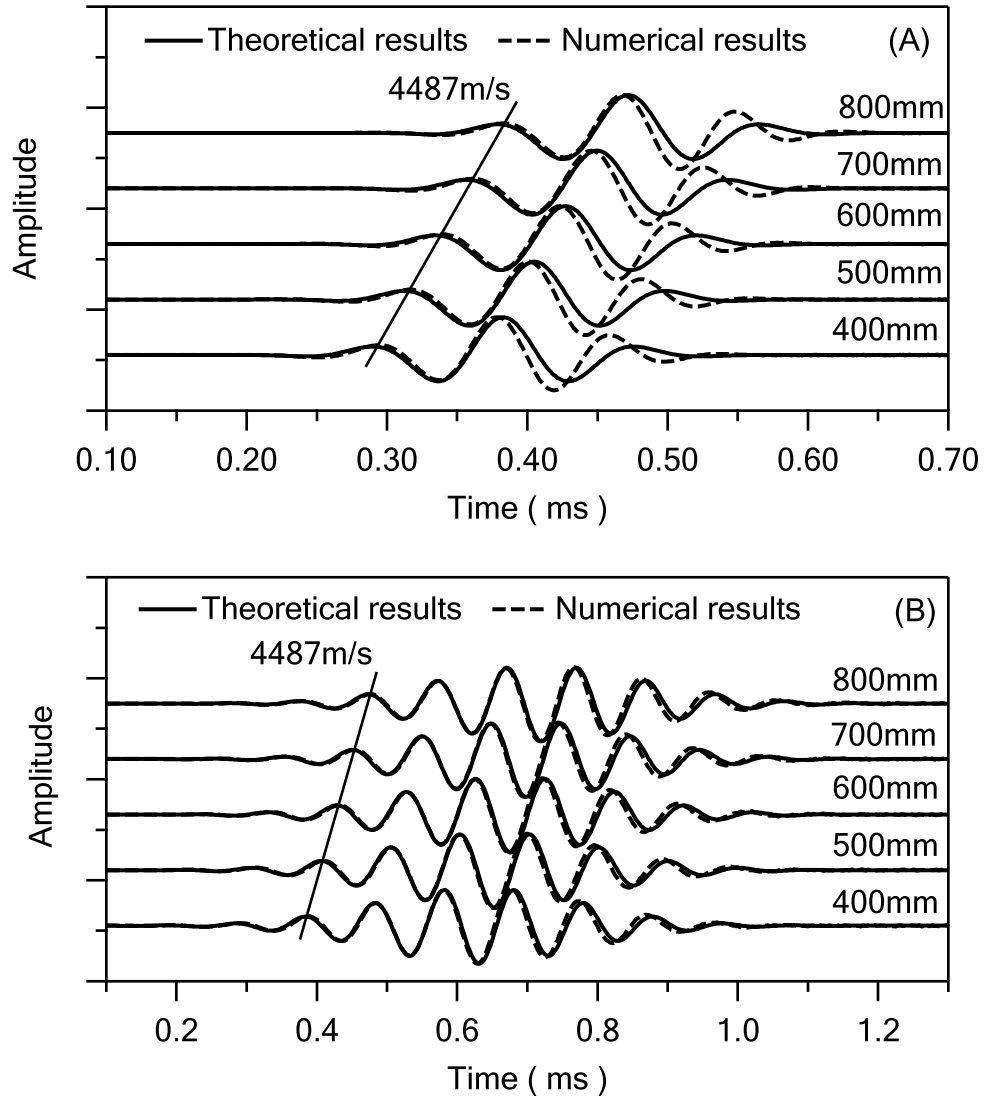 Theoretical results
Numerical results
(A)
4487m/s
800mm
700mm
600mm
500mm
400mm
Amplitude
0.10 0.20 0.30 0.40 0.50 0.60 0.70
Time ( ms )
Theoretical results
Numerical results
(B)
4487m/s
800mm
700mm
600mm
500mm
400mm
Amplitude
0.2 0.4 0.6 0.8 1.0 1.2
Time ( ms )